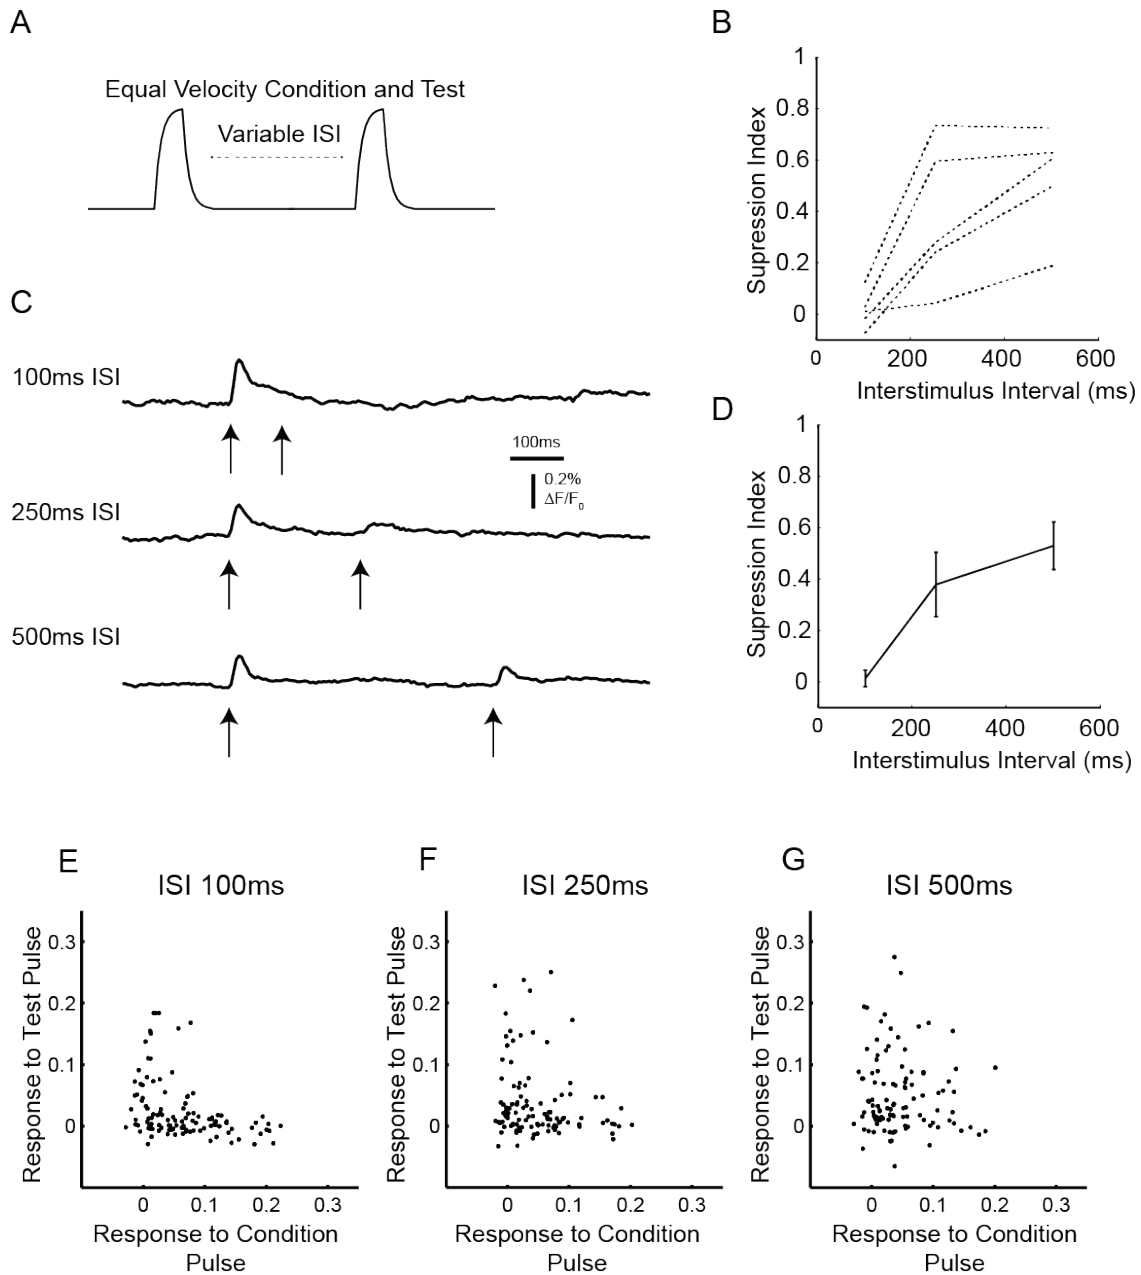 A
Equal Velocity Condition and Test
Variable ISI
B
Supression Index
1
0.8
0.6
0.4
0.2
0
0
200
400
600
Interstimulus Interval (ms)
C
100ms ISI
100ms
0.2%
ΔF/F0
250ms ISI
500ms ISI
D
Supression Index
1
0.8
0.6
0.4
0.2
0
0
200
400
600
Interstimulus Interval (ms)
E
ISI 100ms
Response to Test Pulse
0.3
0.2
0.1
0
0
0.1
0.2
0.3
Response to Condition
Pulse
F
ISI 250ms
Response to Test Pulse
0.3
0.2
0.1
0
0
0.1
0.2
0.3
Response to Condition
Pulse
G
ISI 500ms
Response to Test Pulse
0.3
0.2
0.1
0
0
0.1
0.2
0.3
Response to Condition
Pulse